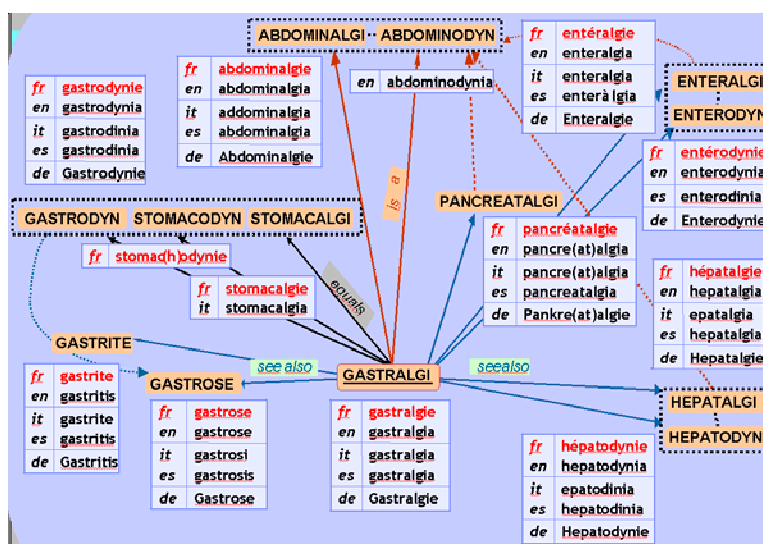 ABDOMINALGI ABDOMINODYN
fr abdominalgie
en abdominalgia
it addominalgia
es abdominalgia
de Abdominalgie
en abdominodynia
fr entéralgie
en enteralgia
it enteralgia
es enteràlgia
de Enteralgie
ENTERALGI
ENTERODYN
fr entérodynie
en enterodynia
es enterodinia
de Enterodynie
fr gastrodynie
en gastrodynia
it gastrodinia
es gastrodinia
de Gastrodynie
is a
PANCREATALGI
fr pancréatalgie
en pancre(at)algia
it pancre(at)algia
es pancreatalgia
de Pankre(at)algie
GASTRODYN STOMACODYN STOMACALGI
fr stomac(h)odynie
fr stomacalgie
it stomacalgia
equals
fr hépatalgie
en hepatalgia
it epatalgia
es hepatalgia
de Hepatalgie
GASTRITE
see also
GASTRALGI
seealso
GASTROSE
fr gastrite
en gastritis
it gastrite
es gastritis
de Gastritis
fr gastrose
en gastrose
it gastrosi
es gastrosis
de Gastrose
fr gastralgie
en gastralgia
it gastralgia
es gastralgia
de Gastralgie
HEPATALGI
HEPATODYN
fr hépatodynie
en hepatodynia
it epatodinia
es hepatodinia
de Hepatodynie